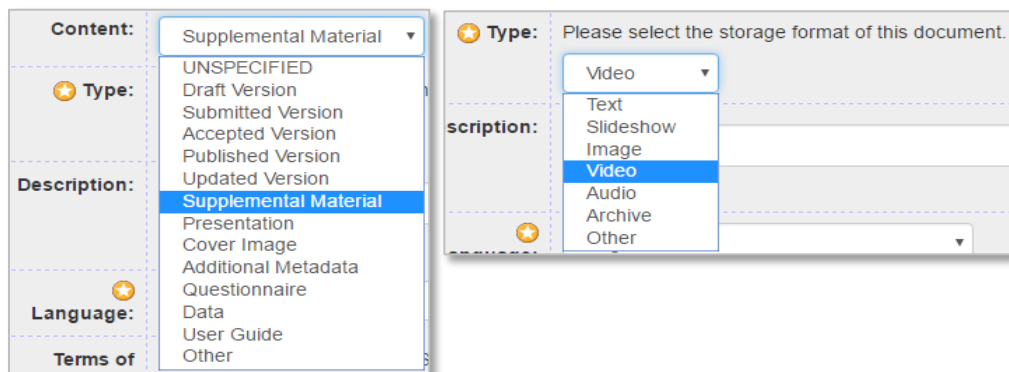 Content:
Supplemental Material
UNSPECIFIED
Draft Version
Type:
Submitted Version
Accepted Version
Published Version
Updated Version
Description:
Supplemental Material
Presentation
Cover Image
Additional Metadata
Questionnaire
Language:
Data
User Guide
Terms of
Other
Type: Please select the storage format of this document.
Video
Text
scription:
Slideshow
Image
Video
Audio
Archive
Other